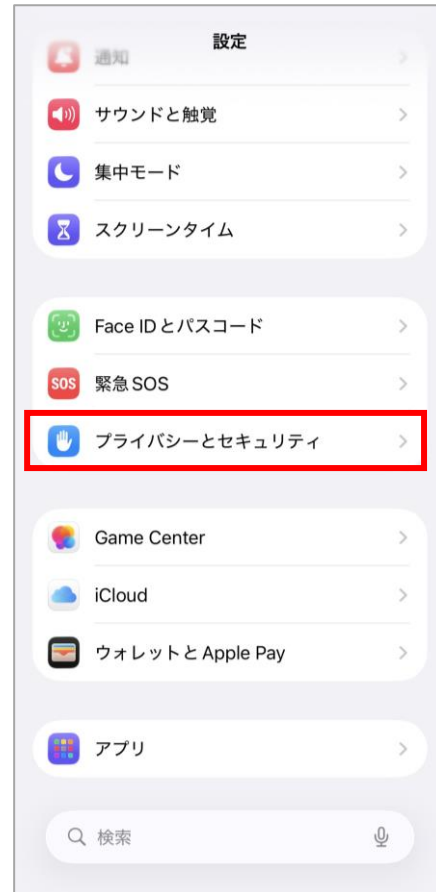 設定
通知
サウンドと触覚
集中モード
スクリーンタイム
Face IDとパスコード
SOS 緊急SOS
プライバシーとセキュリティ
Game Center
iCloud
ウォレットとApple Pay
アプリ
検索